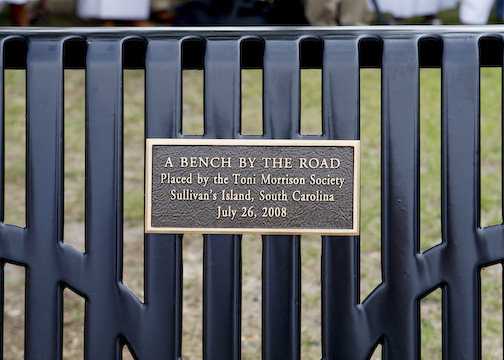 A BENCH BY THE ROAD
Placed by the Toni Morrison Society
Sullivan's Island, South Carolina
July 26, 2008